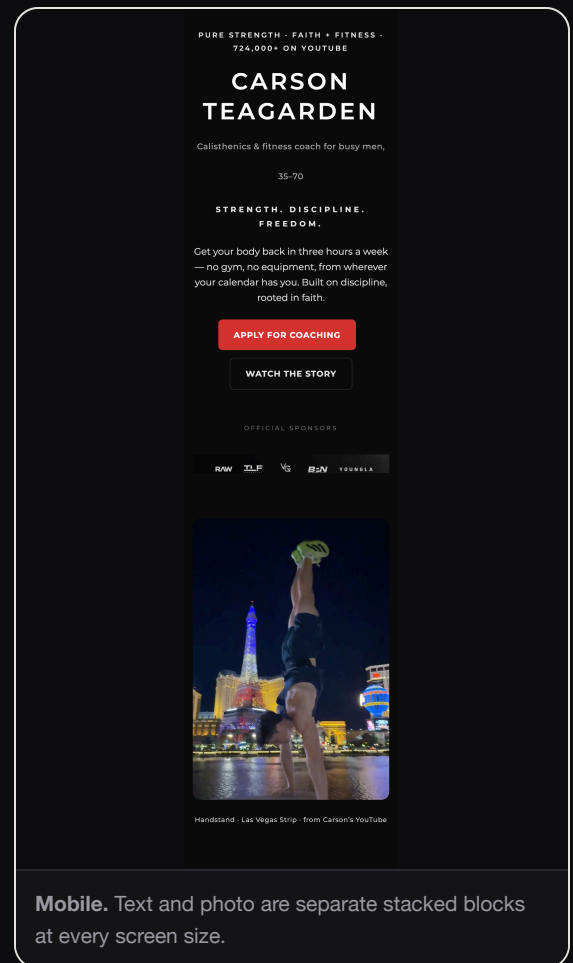 PURE STRENGTH · FAITH + FITNESS ·
724,000+ ON YOUTUBE
CARSON
TEAGARDEN
Calisthenics & fitness coach for busy men,
35–70
STRENGTH. DISCIPLINE.
FREEDOM.
Get your body back in three hours a week
— no gym, no equipment, from wherever
your calendar has you. Built on discipline,
rooted in faith.
APPLY FOR COACHING
WATCH THE STORY
OFFICIAL SPONSORS
RAW TLF VG YOUNGLA
Handstand · Las Vegas Strip · from Carson's YouTube
Mobile. Text and photo are separate stacked blocks
at every screen size.